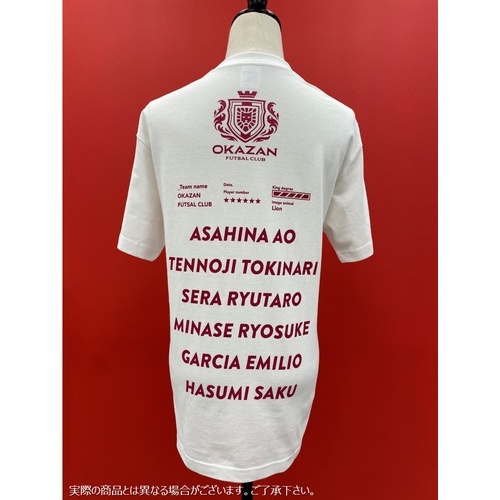 OKAZAN
FUTSAL CLUB
_Team name
OKAZAN
FUTSAL CLUB
Date.
Player number
★★★★★★
King degree
Image animal
Lion
ASAHINA AO
TENNOJI TOKINARI
SERA RYUTARO
MINASE RYOSUKE
GARCIA EMILIO
HASUMI SAKU
実際の商品とは異なる場合がございます。ご了承下さい。